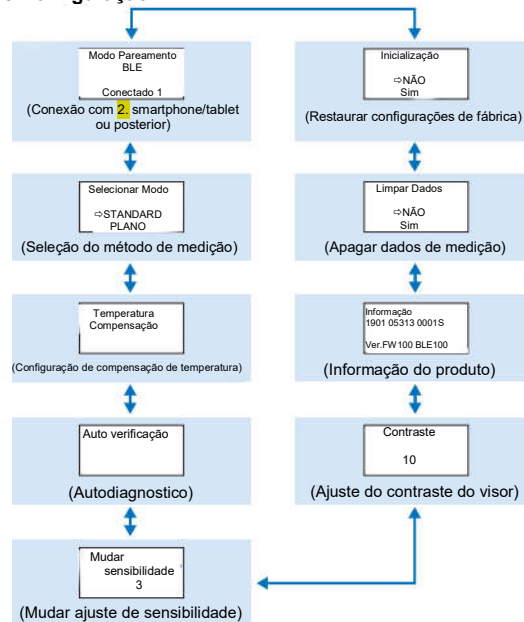 Modo Pareamento
BLE
Conectado 1
(Conexão com 2. smartphone/tablet
ou posterior)
Selecionar Modo
⇨STANDARD
PLANO
(Seleção do método de medição)
Temperatura
Compensação
(Configuração de compensação de temperatura)
Auto verificação
(Autodiagnostico)
Mudar
sensibilidade
3
(Mudar ajuste de sensibilidade)
Inicialização
⇨NÃO
Sim
(Restaurar configurações de fábrica)
Limpar Dados
⇨NÃO
Sim
(Apagar dados de medição)
Informação
1901 05313 0001S
Ver.FW100 BLE100
(Informação do produto)
Contraste
10
(Ajuste do contraste do visor)